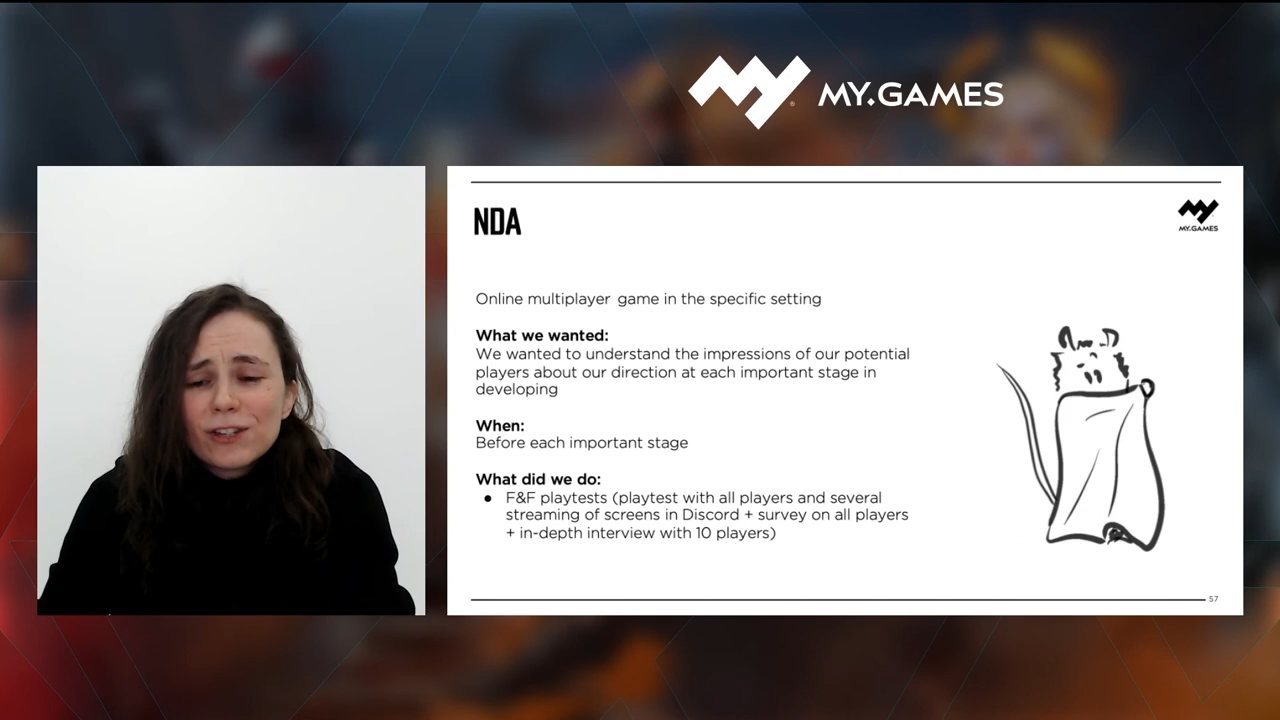 MY.GAMES
NDA
MY.GAMES
Online multiplayer game in the specific setting
What we wanted:
We wanted to understand the impressions of our potential
players about our direction at each important stage in
developing
When:
Before each important stage
What did we do:
● F&F playtests (playtest with all players and several
streaming of screens in Discord + survey on all players
+ in-depth interview with 10 players)
57